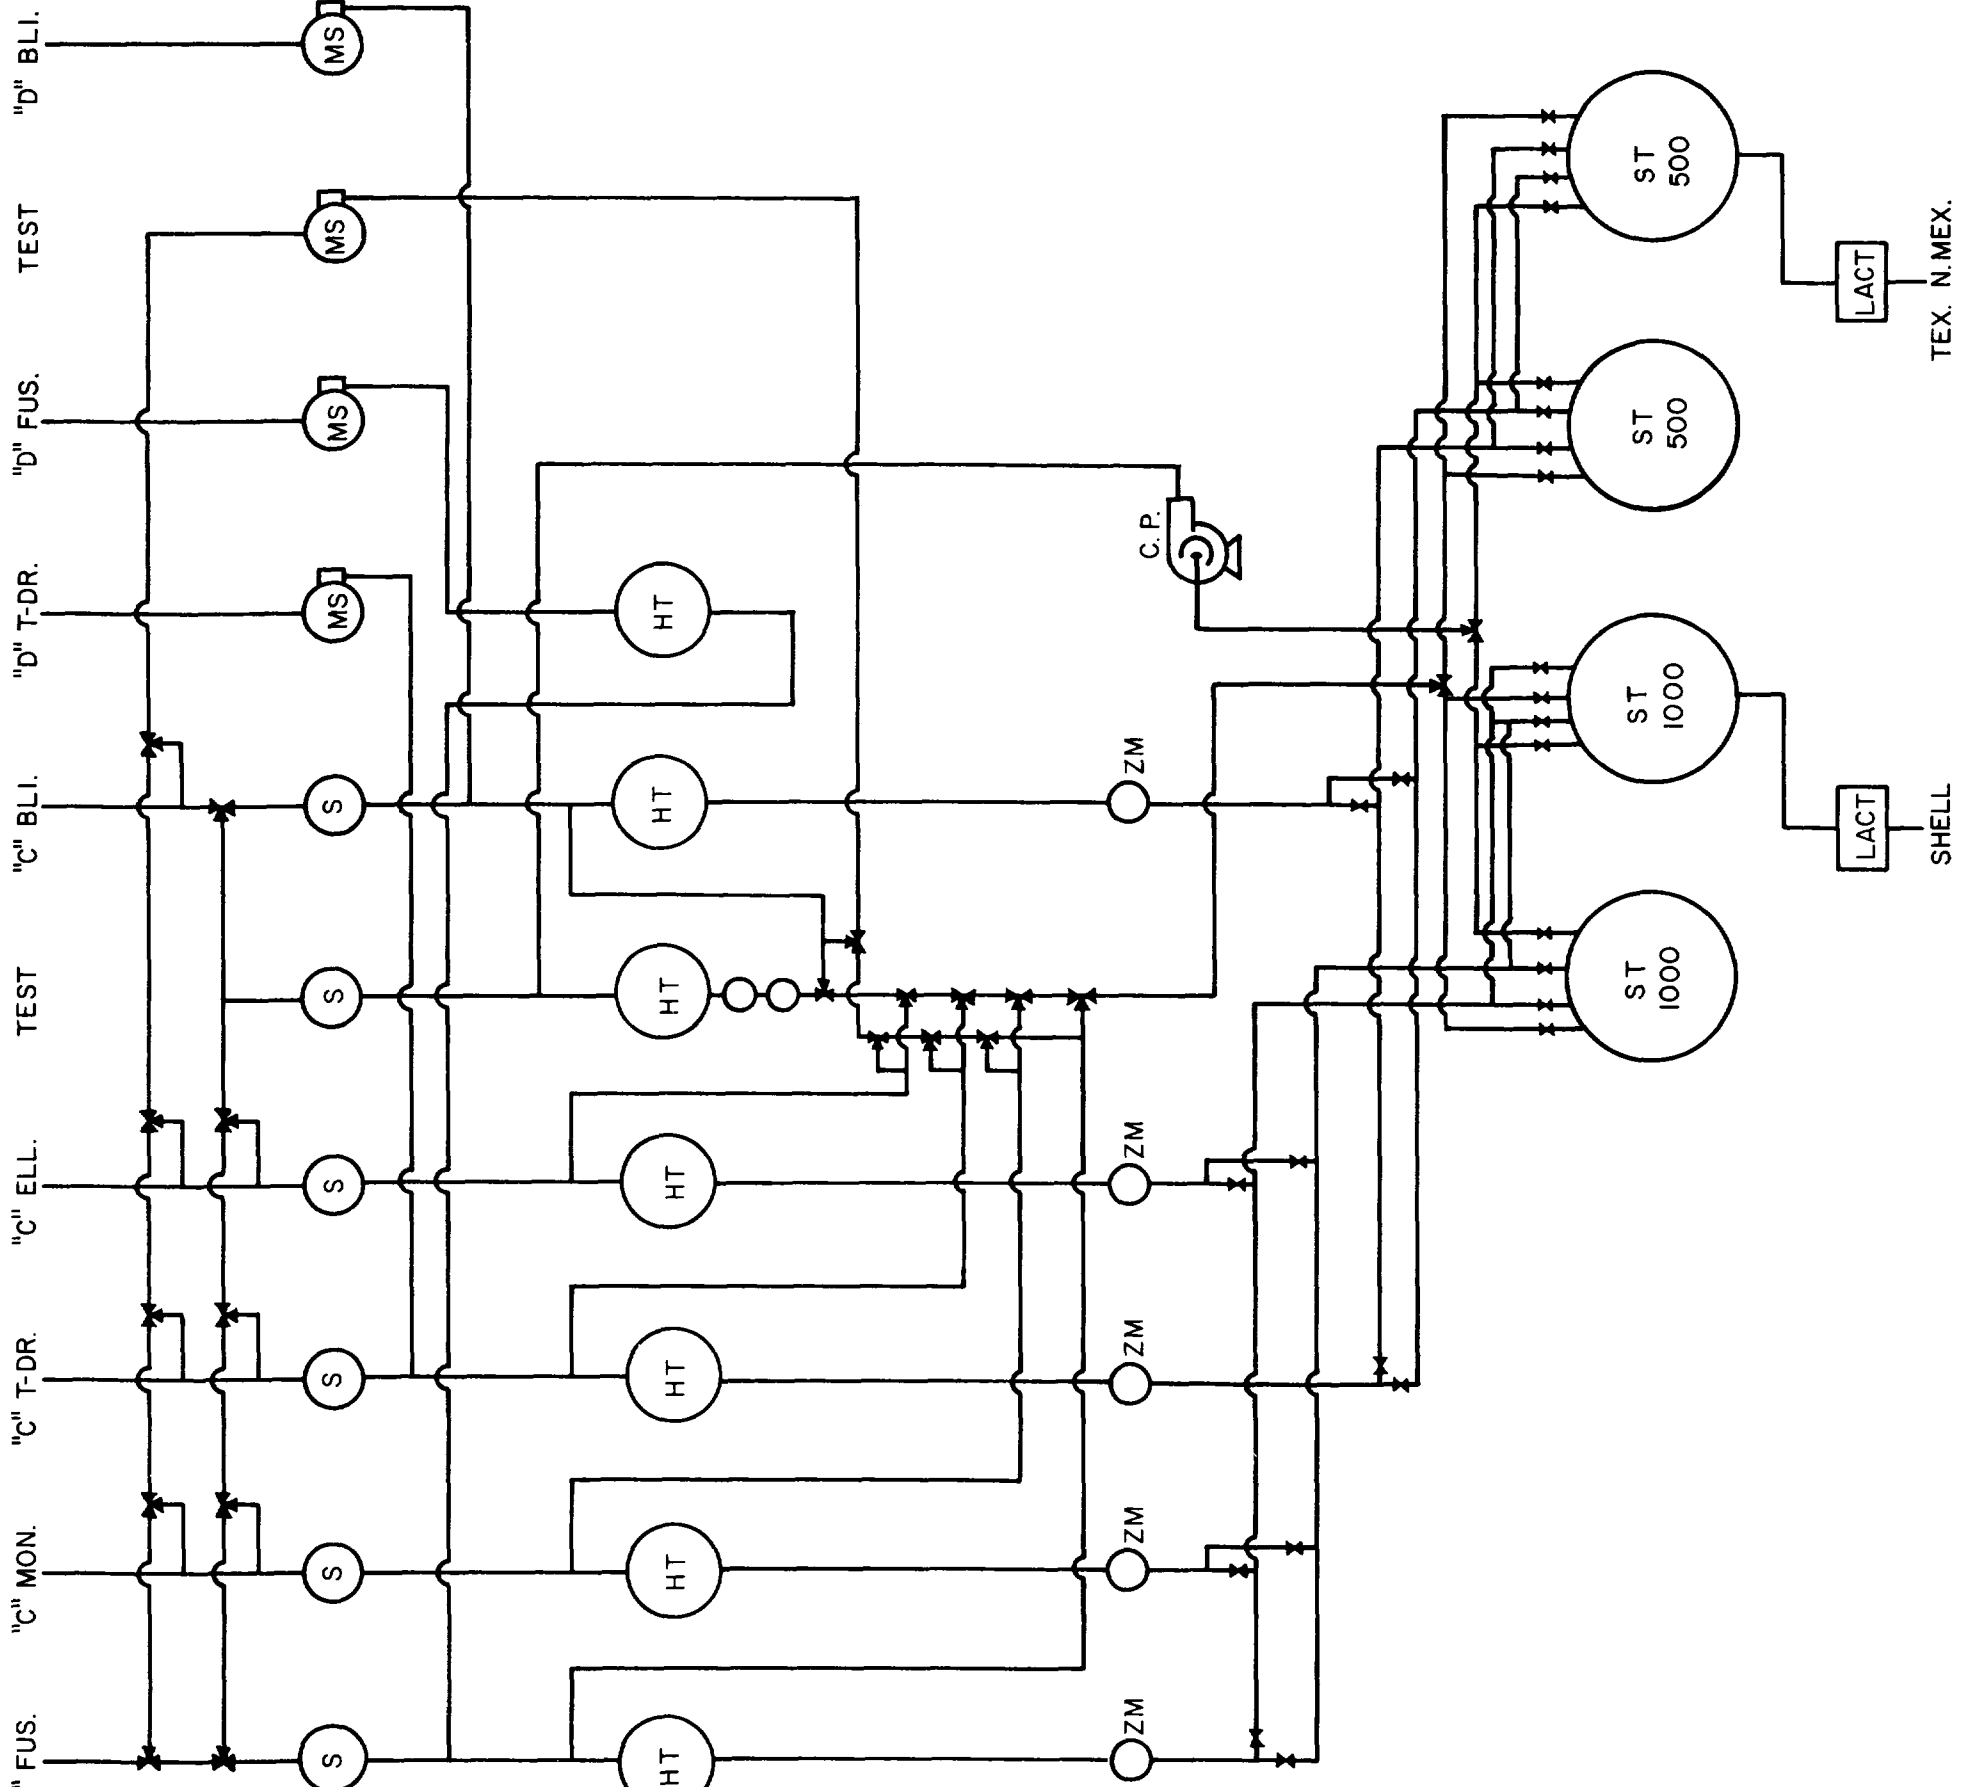 "D" BLI.
TEST
"D" FUS.
"D" T-DR.
"C" BLI.
TEST
"C" ELL.
"C" T-DR.
"C" MON.
" FUS.
MS
MS
MS
MS
S
S
S
S
S
S
HT
HT
HT
HT
HT
HT
HT
C. P.
ZM
ZM
ZM
ZM
ZM
ST
500
ST
500
ST
1000
ST
1000
LACT
TEX. N.MEX.
LACT
SHELL